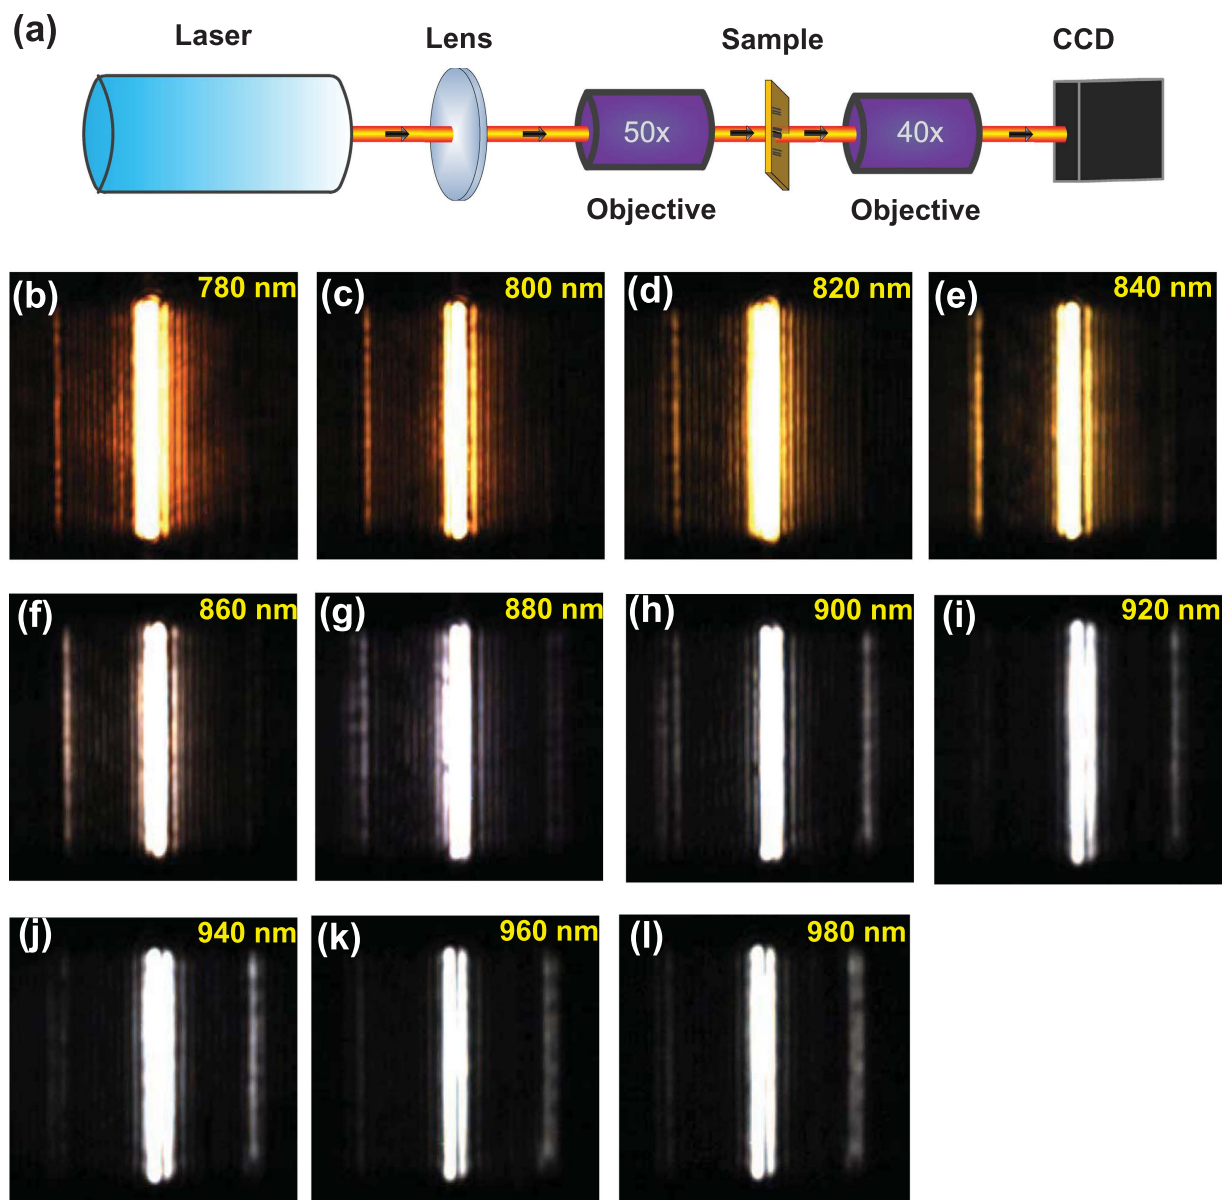 (a)
Laser
Lens
Sample
CCD
50x
40x
Objective
Objective
(b)
780 nm
(c)
800 nm
(d)
820 nm
(e)
840 nm
(f)
860 nm
(g)
880 nm
(h)
900 nm
(i)
920 nm
(j)
940 nm
(k)
960 nm
(l)
980 nm